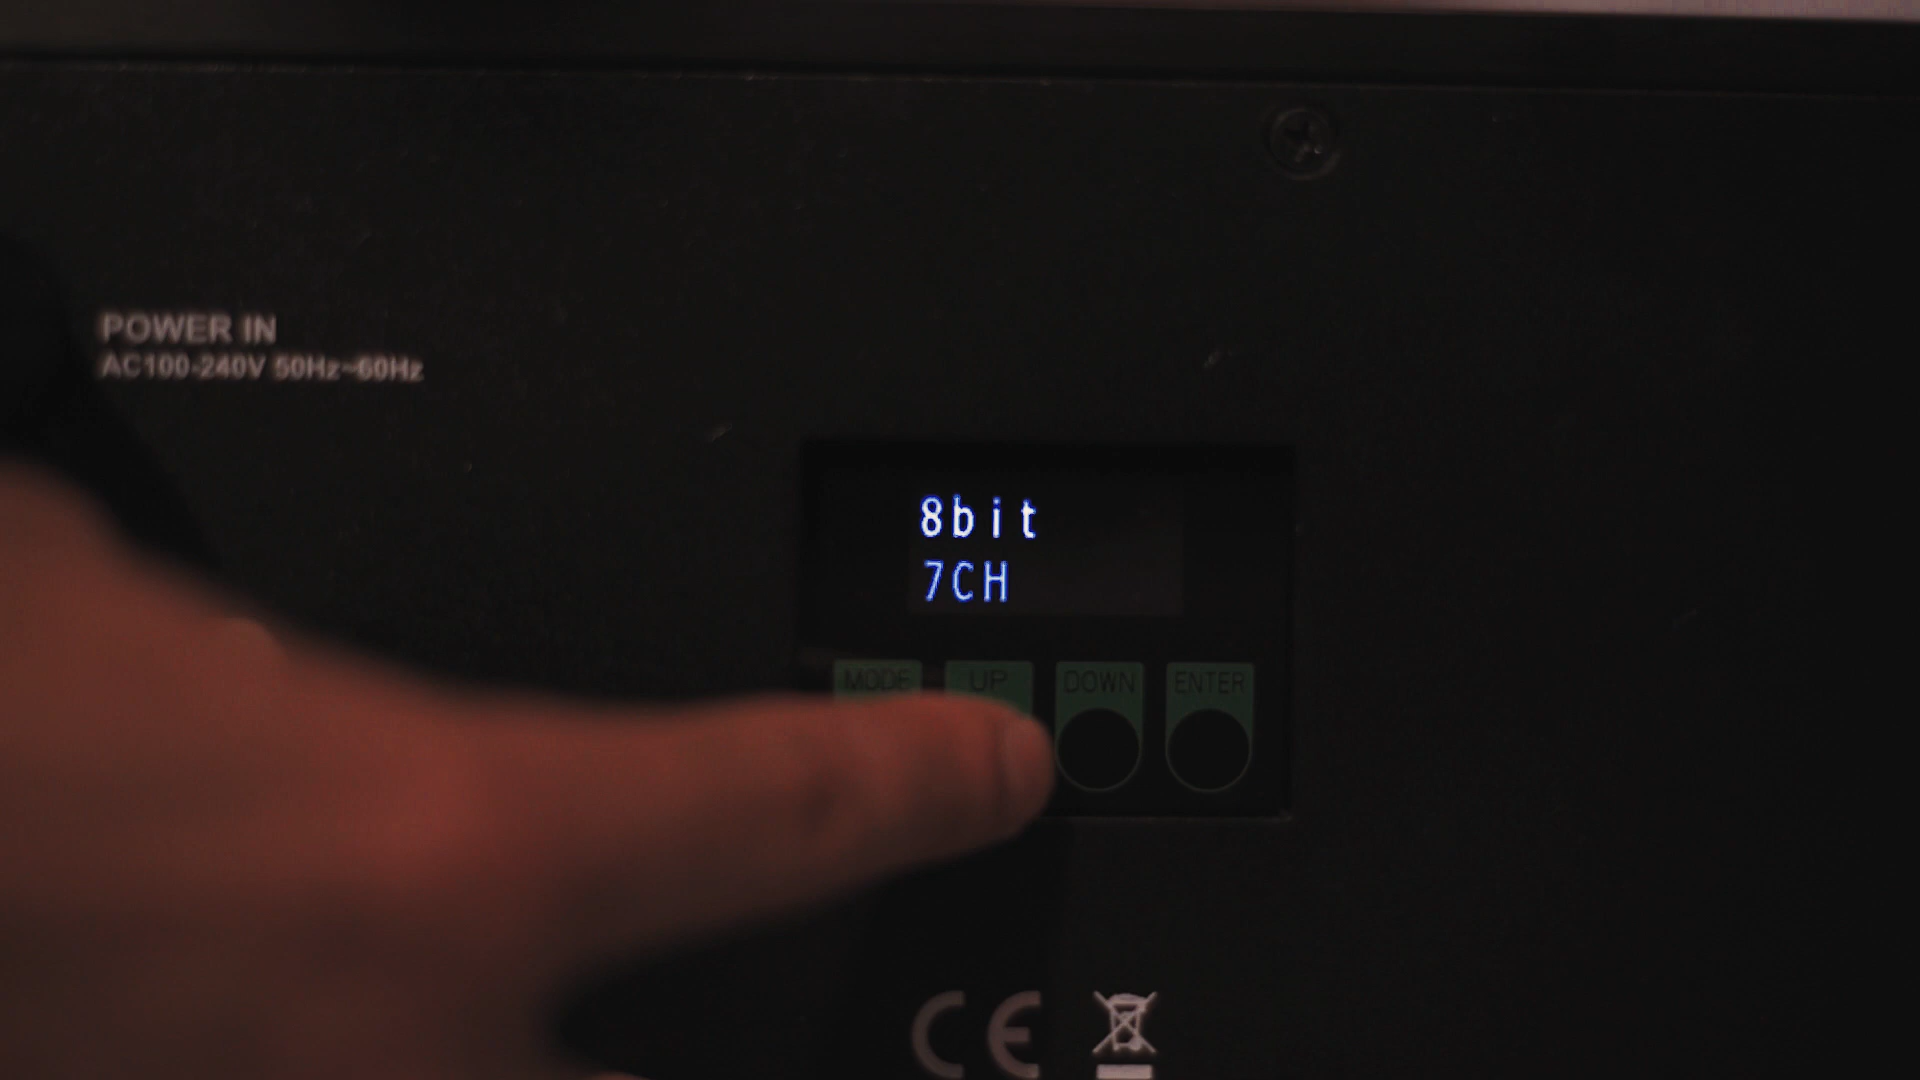 POWER IN
AC100-240V 50Hz~60Hz
8bit
7CH
MODE UP DOWN ENTER
CE